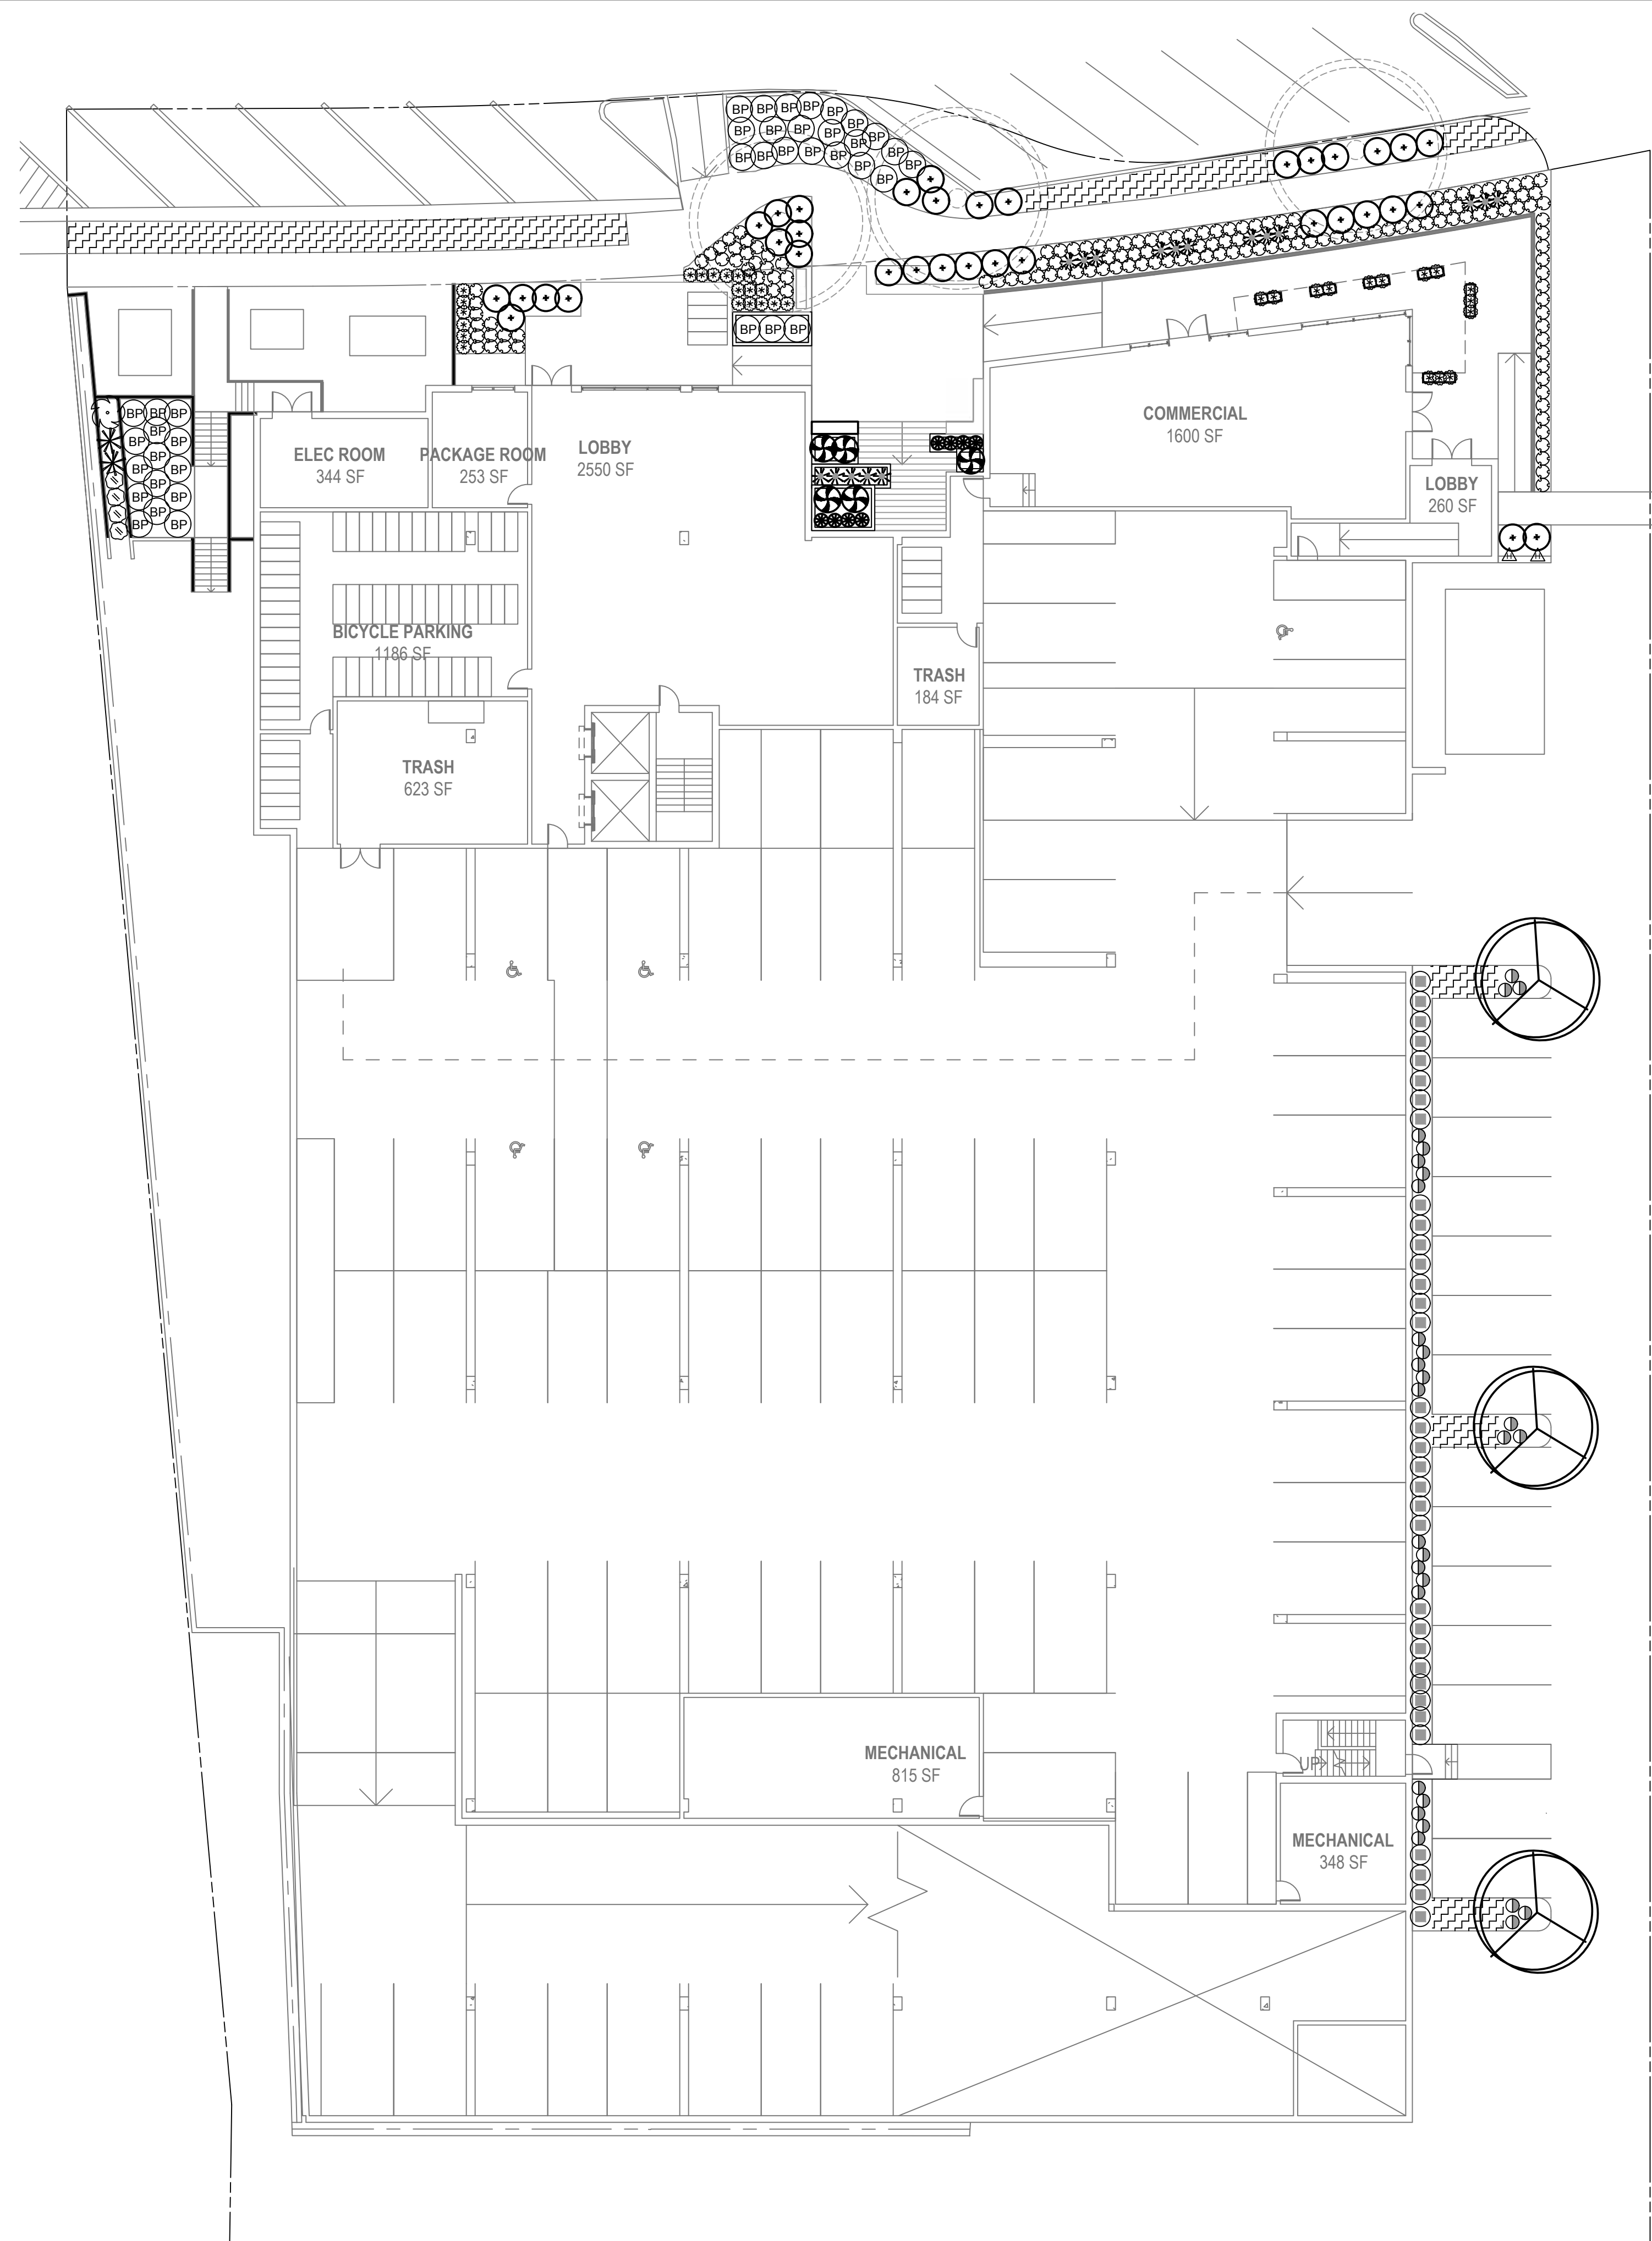 BP BP BP BP BP BP BP BP BP
BP BP BP BP BP
BP BP BP BP BP BP BP
BP BP BP
BP BP BP
BP
BP BP
BP
BP BP
BP
BP BP
BP
BP BP
COMMERCIAL
1600 SF
ELEC ROOM
344 SF
PACKAGE ROOM
253 SF
LOBBY
2550 SF
LOBBY
260 SF
BICYCLE PARKING
1186 SF
TRASH
184 SF
TRASH
623 SF
MECHANICAL
815 SF
UP
MECHANICAL
348 SF